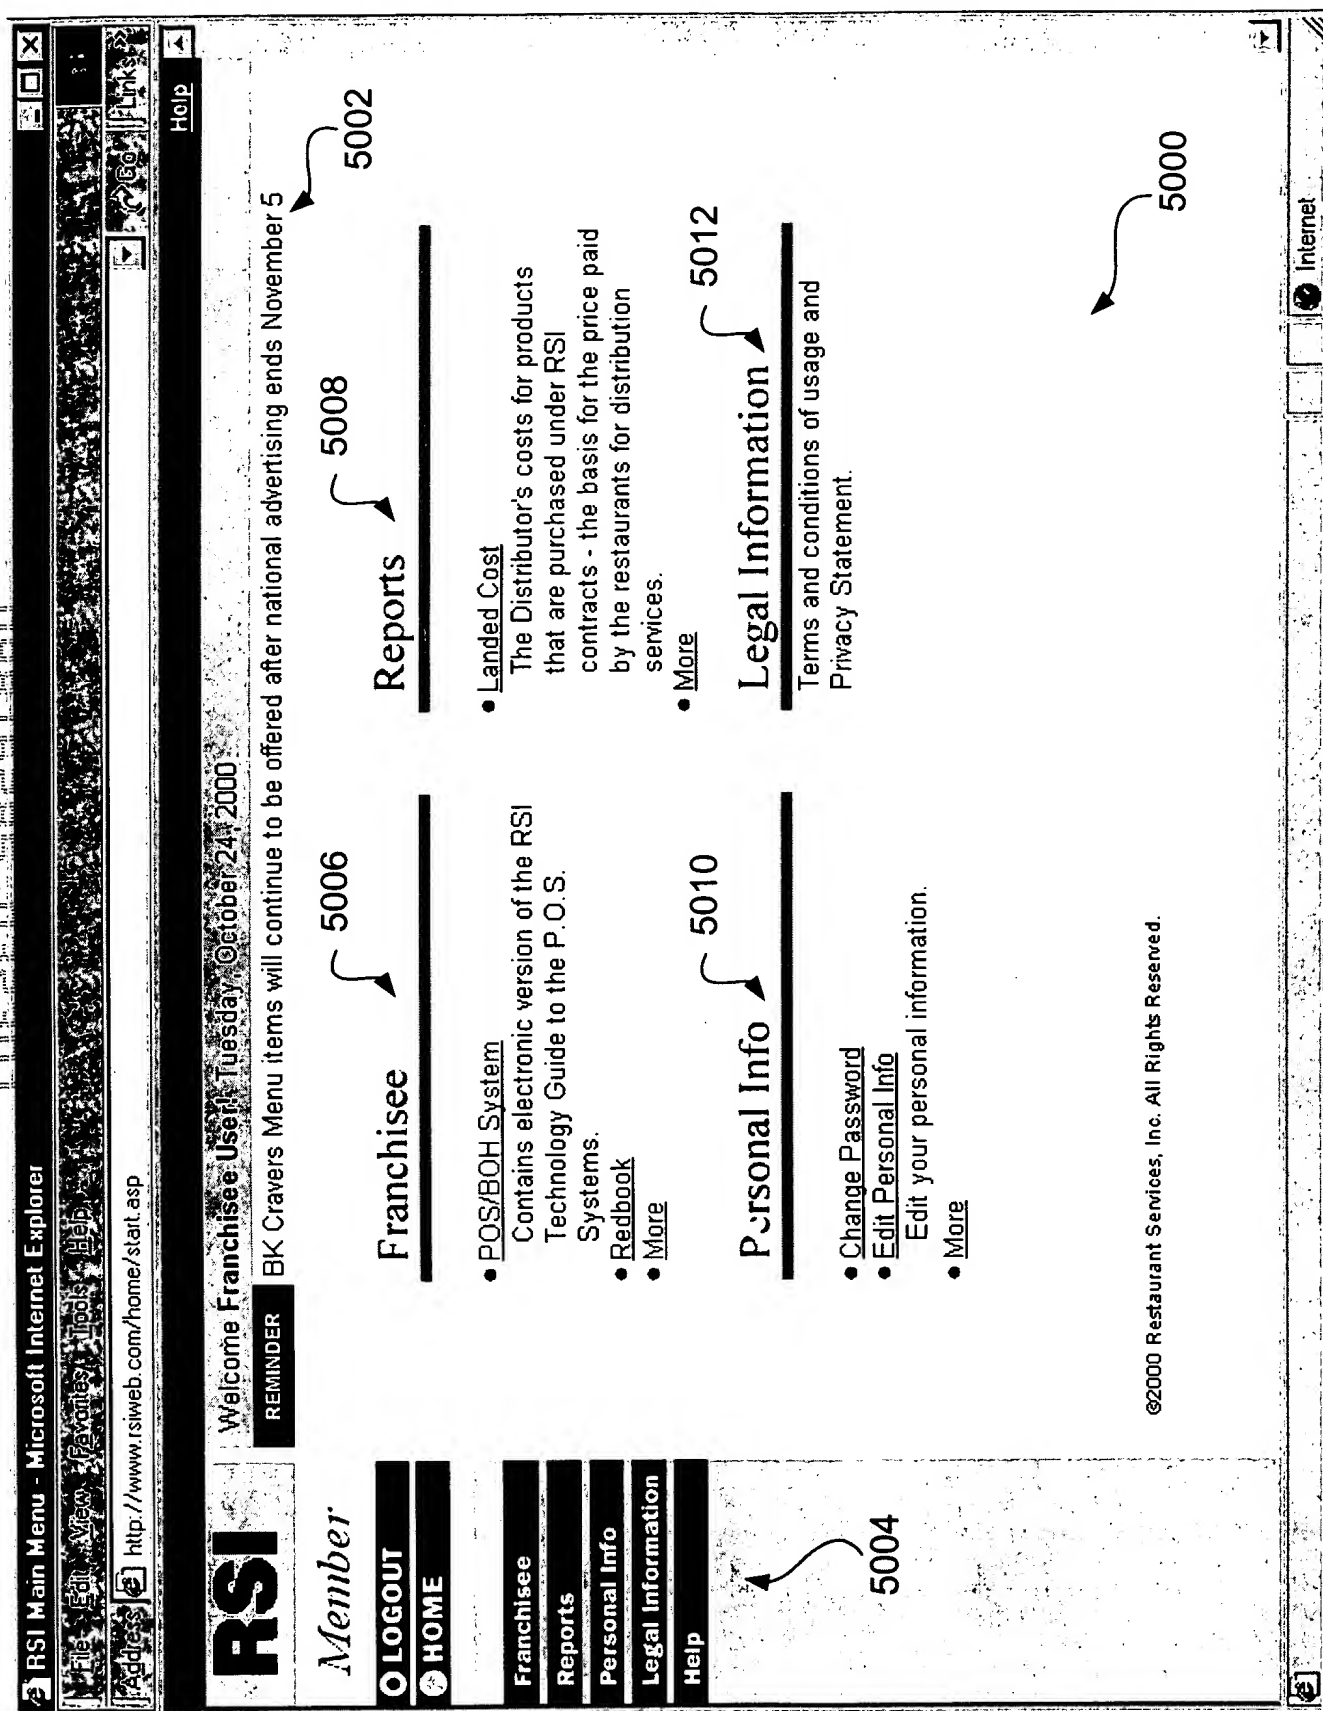 RSI Main Menu - Microsoft Internet Explorer
File Edit View Favorites Tools Help
Address http://www.rsiweb.com/home/start.asp Go Links »
Help
RSI
Welcome Franchisee User!! Tuesday, October 24, 2000
REMINDER BK Cravers Menu items will continue to be offered after national advertising ends November 5
5002
Member
LOGOUT
HOME
Franchisee
Reports
Personal Info
Legal Information
Help
5004
Franchisee
5006
• POS/BOH System
Contains electronic version of the RSI
Technology Guide to the P.O.S.
Systems.
• Redbook
• More
Reports
5008
• Landed Cost
The Distributor's costs for products
that are purchased under RSI
contracts - the basis for the price paid
by the restaurants for distribution
services.
• More
Personal Info
5010
• Change Password
• Edit Personal Info
Edit your personal information.
• More
Legal Information
5012
Terms and conditions of usage and
Privacy Statement.
5000
©2000 Restaurant Services, Inc. All Rights Reserved.
Internet